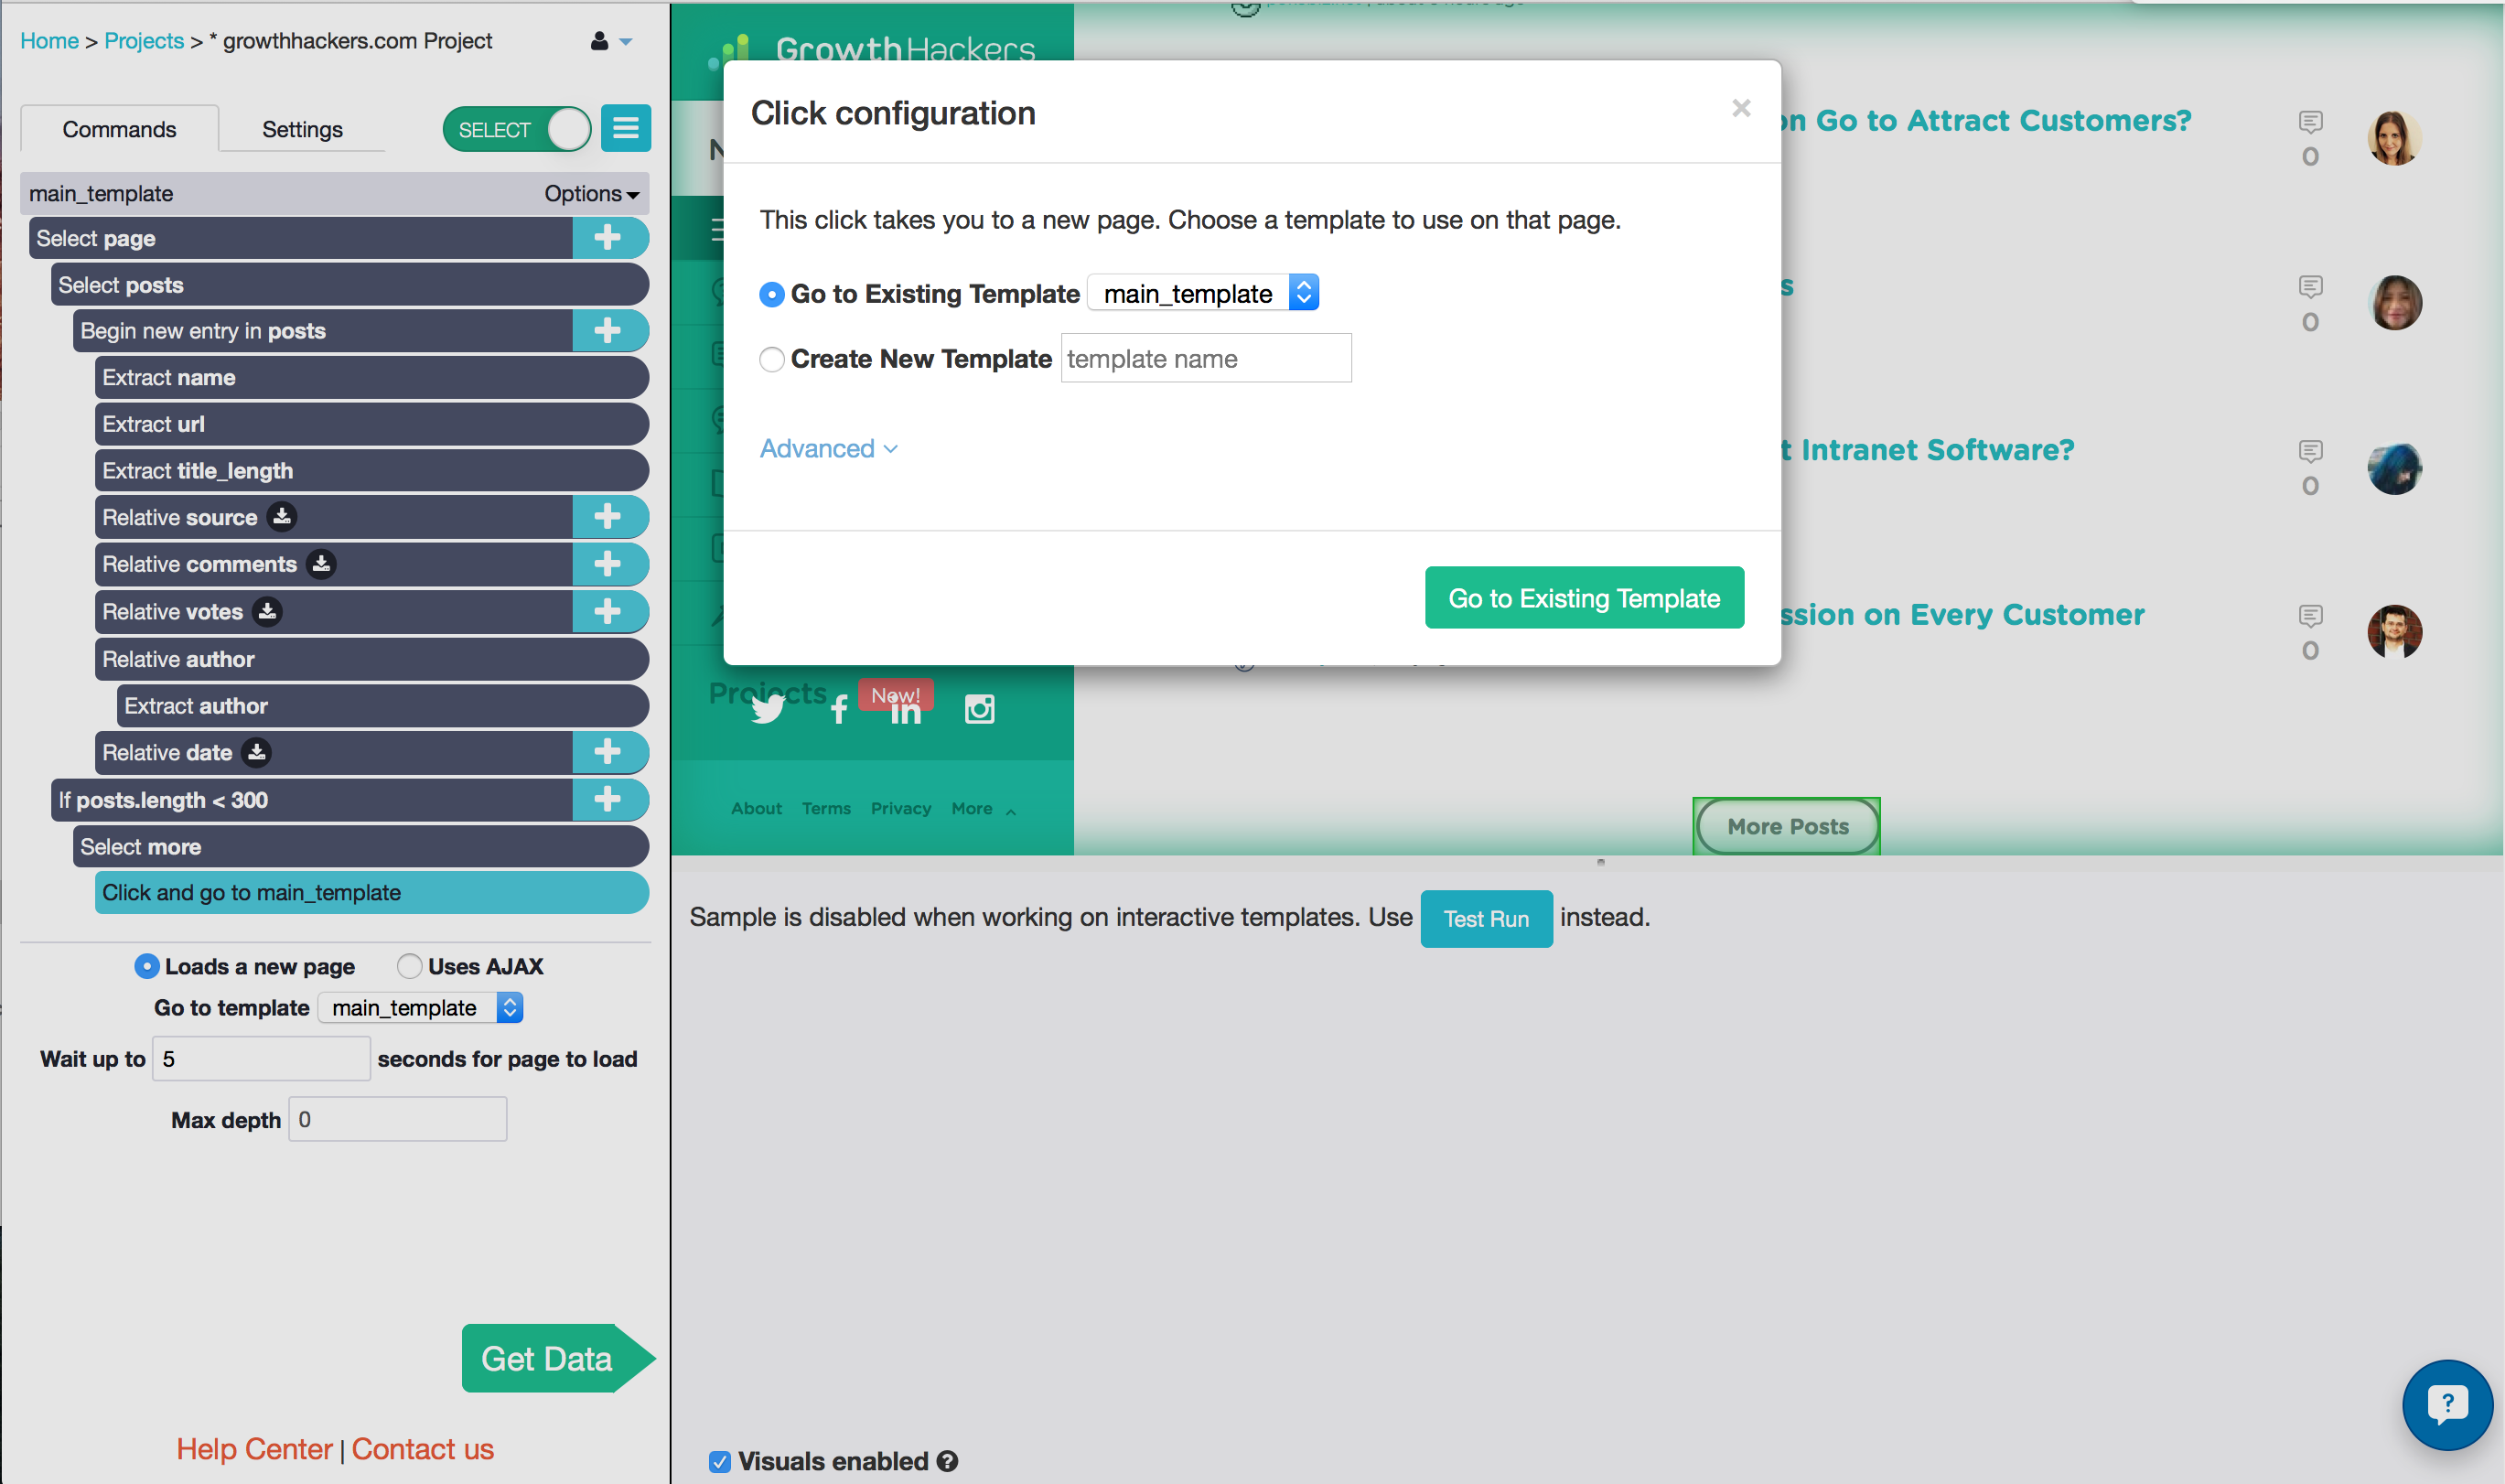 Home > Projects > * growthhackers.com Project
Commands
Settings
SELECT
main_template
Options
Select page
Select posts
Begin new entry in posts
Extract name
Extract url
Extract title_length
Relative source
Relative comments
Relative votes
Relative author
Extract author
Relative date
If posts.length < 300
Select more
Click and go to main_template
Loads a new page
Uses AJAX
Go to template main_template
Wait up to 5 seconds for page to load
Max depth 0
Get Data
Help Center | Contact us
GrowthHackers
Click configuration
×
This click takes you to a new page. Choose a template to use on that page.
Go to Existing Template main_template
Create New Template template name
Advanced
Go to Existing Template
Go to Attract Customers?
0
0
Intranet Software?
0
on Every Customer
0
Projects
New!
About Terms Privacy More
More Posts
Sample is disabled when working on interactive templates. Use Test Run instead.
Visuals enabled ?